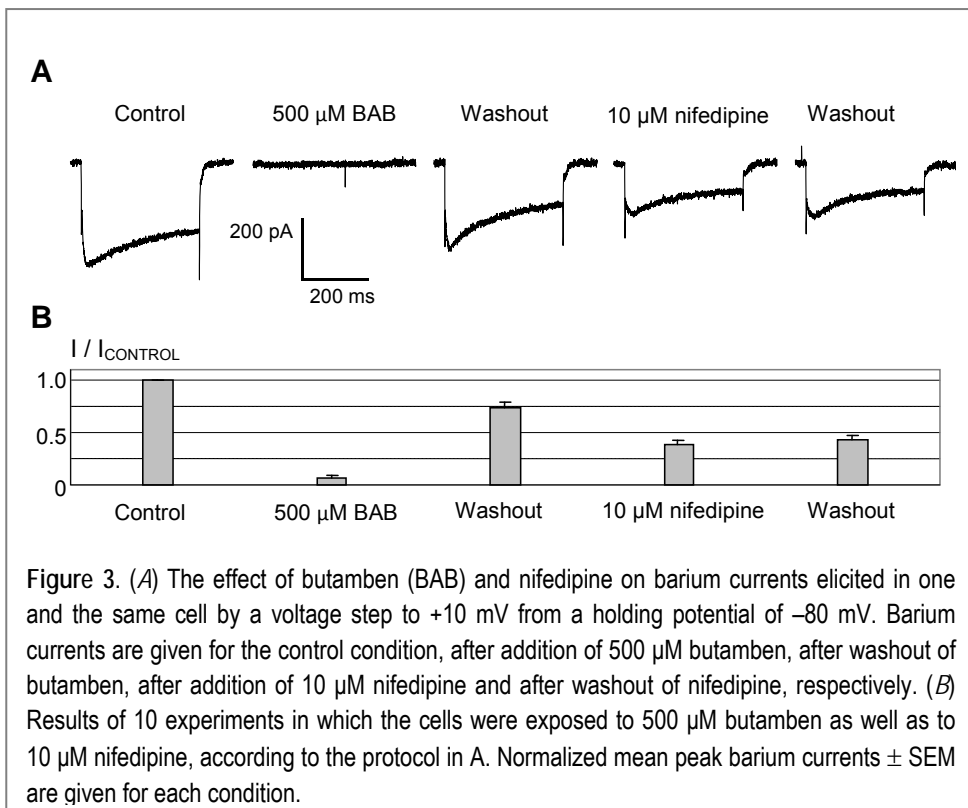 A
Control 500 µM BAB Washout 10 µM nifedipine Washout
200 pA
200 ms
B
I / ICONTROL
1.0
0.5
0
Control 500 µM BAB Washout 10 µM nifedipine Washout
Figure 3. (A) The effect of butamben (BAB) and nifedipine on barium currents elicited in one
and the same cell by a voltage step to +10 mV from a holding potential of –80 mV. Barium
currents are given for the control condition, after addition of 500 µM butamben, after washout of
butamben, after addition of 10 µM nifedipine and after washout of nifedipine, respectively. (B)
Results of 10 experiments in which the cells were exposed to 500 µM butamben as well as to
10 µM nifedipine, according to the protocol in A. Normalized mean peak barium currents ± SEM
are given for each condition.